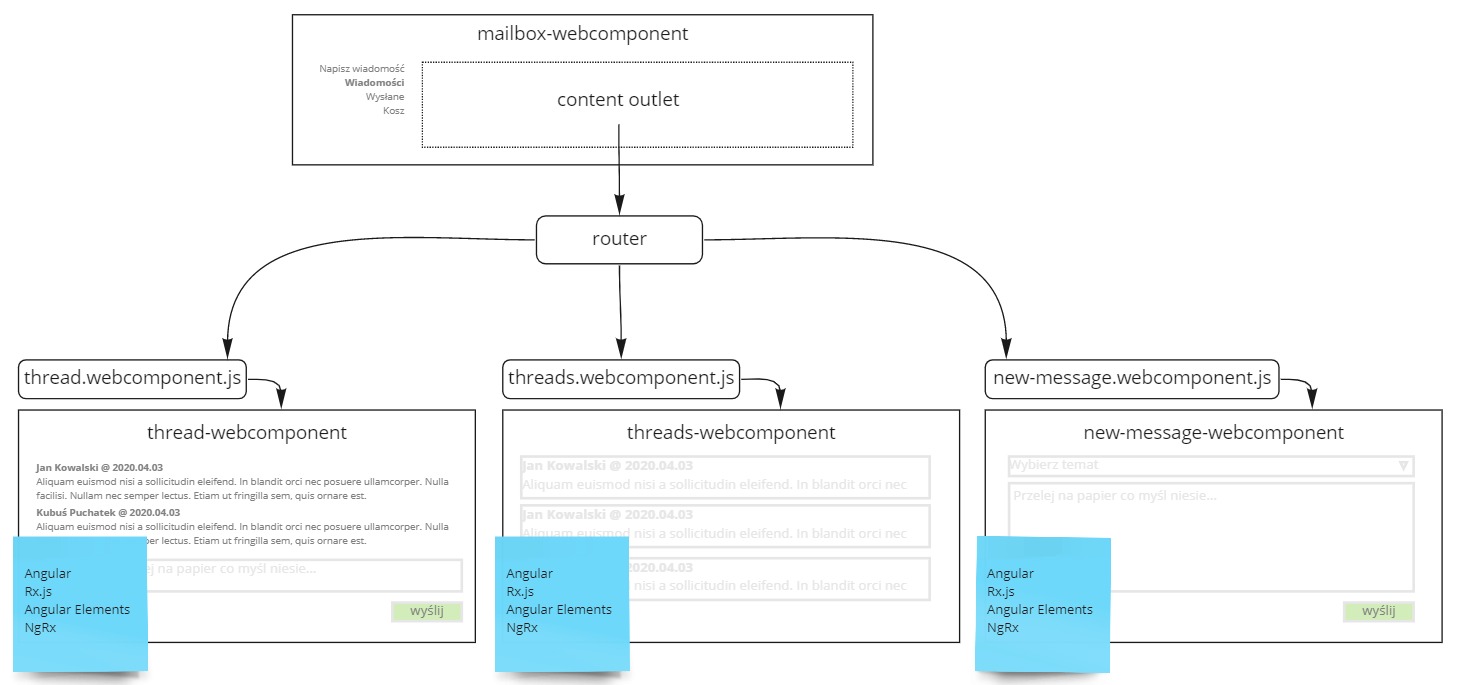 mailbox-webcomponent
Napisz wiadomość
Wiadomości
Wysłane
Kosz
content outlet
router
thread.webcomponent.js
threads.webcomponent.js
new-message.webcomponent.js
thread-webcomponent
Jan Kowalski @ 2020.04.03
Aliquam euismod nisi a sollicitudin eleifend. In blandit orci nec posuere ullamcorper. Nulla
facilisi. Nullam nec semper lectus. Etiam ut fringilla sem, quis ornare est.
Kubuś Puchatek @ 2020.04.03
Aliquam euismod nisi a sollicitudin eleifend. In blandit orci nec posuere ullamcorper. Nulla
lectus. Etiam ut fringilla sem, quis ornare est.
na papier co myśl niesie...
wyślij
Angular
Rx.js
Angular Elements
NgRx
threads-webcomponent
Jan Kowalski @ 2020.04.03
Aliquam euismod nisi a sollicitudin eleifend. In blandit orci nec
Jan Kowalski @ 2020.04.03
Aliquam euismod nisi a sollicitudin eleifend. In blandit orci nec
2020.04.03
nisi a sollicitudin eleifend. In blandit orci nec
Angular
Rx.js
Angular Elements
NgRx
new-message-webcomponent
Wybierz temat
Przelej na papier co myśl niesie...
wyślij
Angular
Rx.js
Angular Elements
NgRx